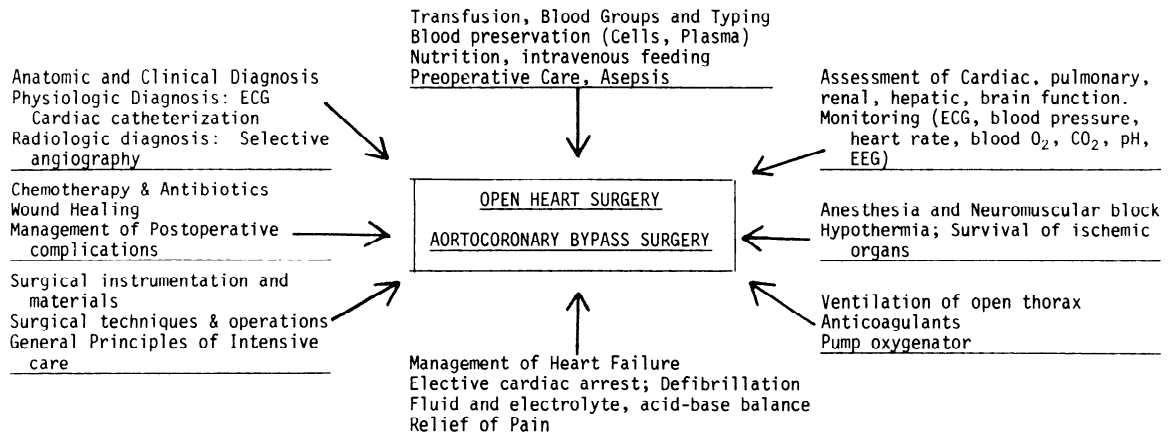 Transfusion, Blood Groups and Typing
Blood preservation (Cells, Plasma)
Nutrition, intravenous feeding
Preoperative Care, Asepsis
Anatomic and Clinical Diagnosis
Physiologic Diagnosis: ECG
Cardiac catheterization
Radiologic diagnosis: Selective
angiography
Assessment of Cardiac, pulmonary,
renal, hepatic, brain function.
Monitoring (ECG, blood pressure,
heart rate, blood O₂, CO₂, pH,
EEG)
Chemotherapy & Antibiotics
Wound Healing
Management of Postoperative
complications
OPEN HEART SURGERY
AORTOCORONARY BYPASS SURGERY
Anesthesia and Neuromuscular block
Hypothermia; Survival of ischemic
organs
Surgical instrumentation and
materials
Surgical techniques & operations
General Principles of Intensive
care
Ventilation of open thorax
Anticoagulants
Pump oxygenator
Management of Heart Failure
Elective cardiac arrest; Defibrillation
Fluid and electrolyte, acid-base balance
Relief of Pain